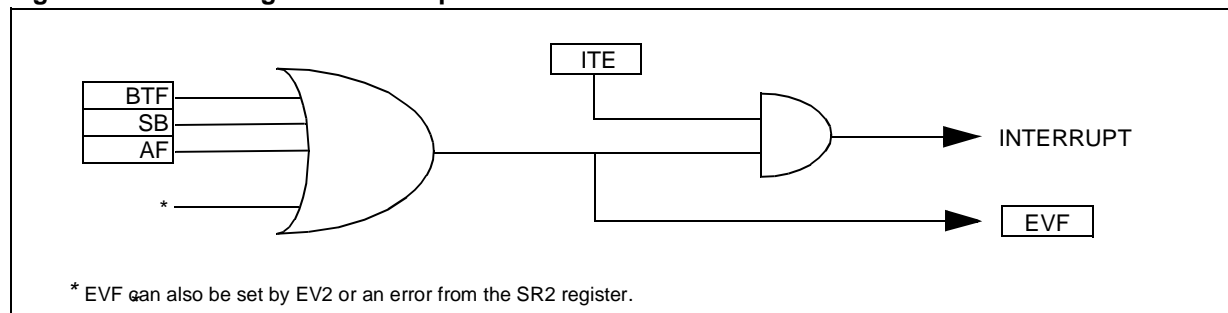 ITE
BTF
SB
AF
INTERRUPT
*
EVF
* EVF can also be set by EV2 or an error from the SR2 register.
*